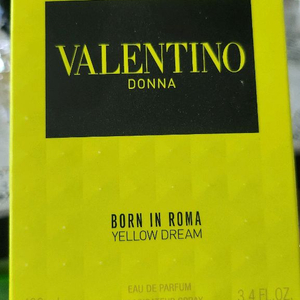 VALENTINO
DONNA
BORN IN ROMA
YELLOW DREAM
EAU DE PARFUM
3.4 FL.OZ